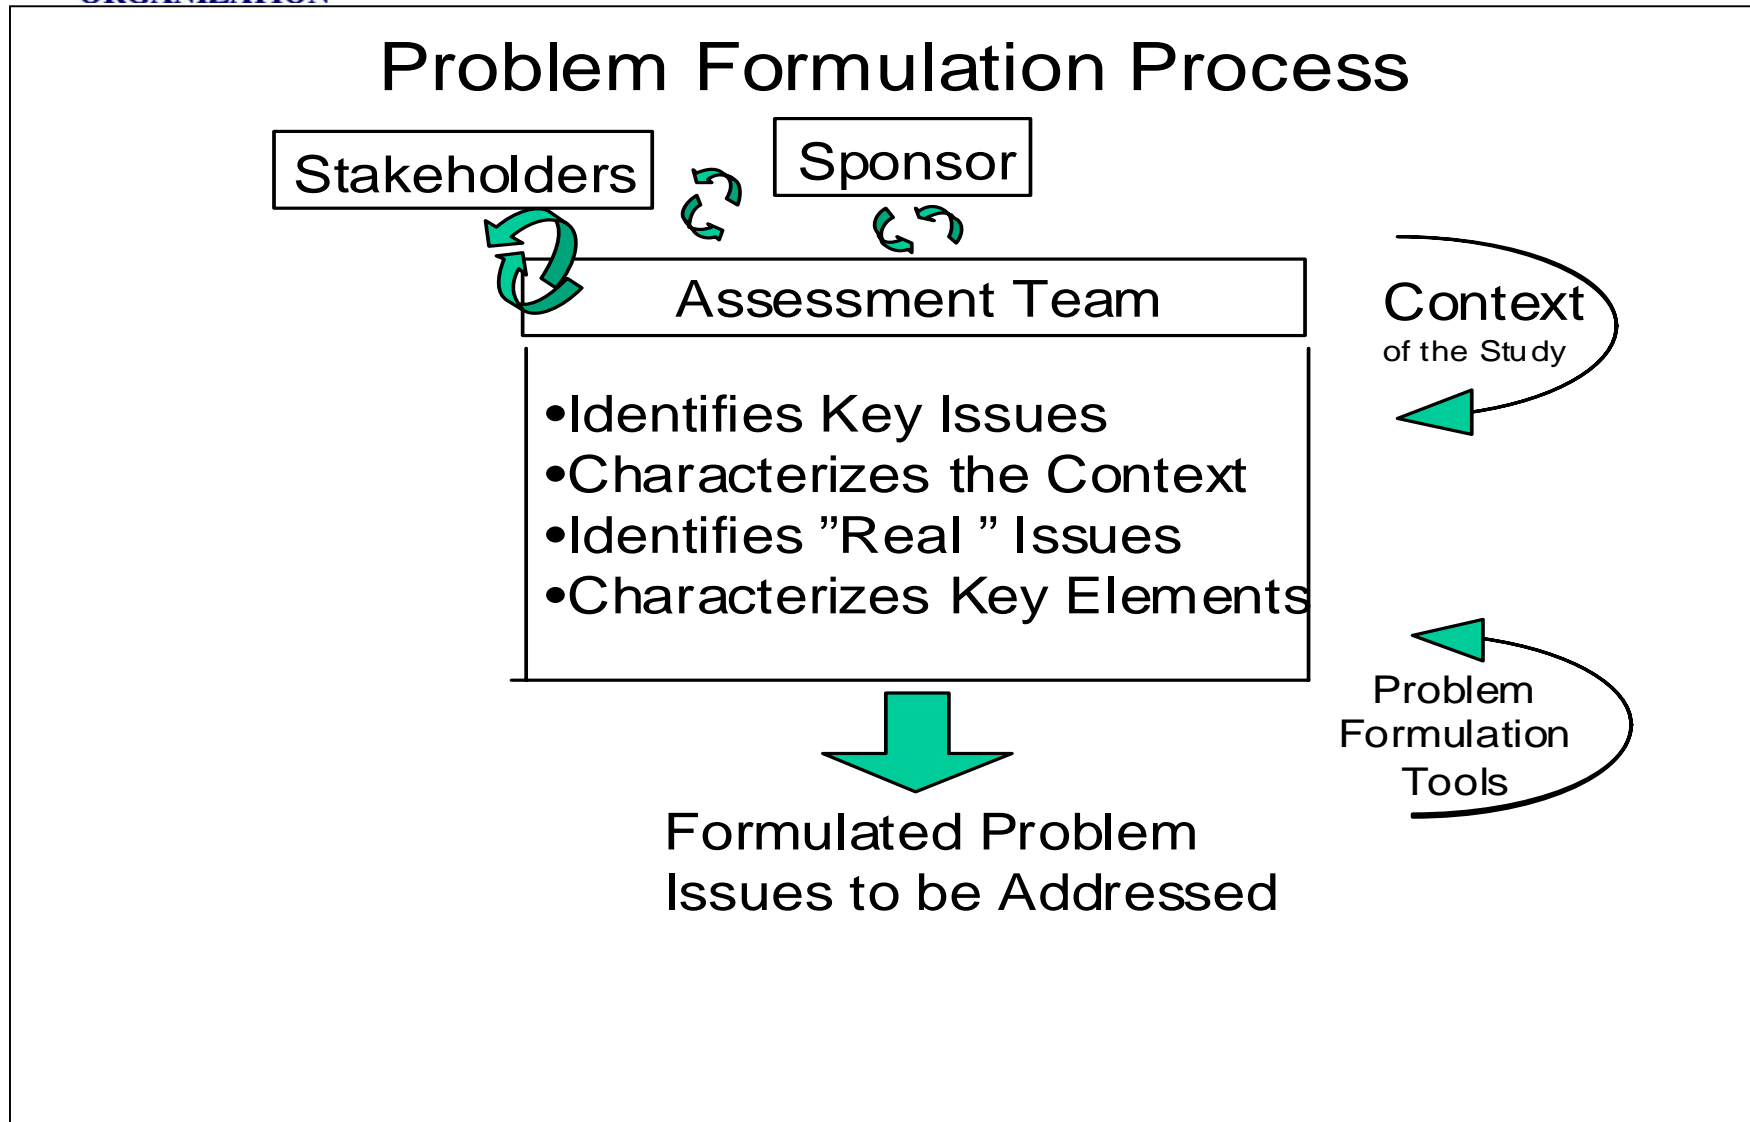 ORGANIZATION
Problem Formulation Process
Stakeholders
Sponsor
Assessment Team
•Identifies Key Issues
•Characterizes the Context
•Identifies ”Real ” Issues
•Characterizes Key Elements
Context
of the Study
Problem
Formulation
Tools
Formulated Problem
Issues to be Addressed